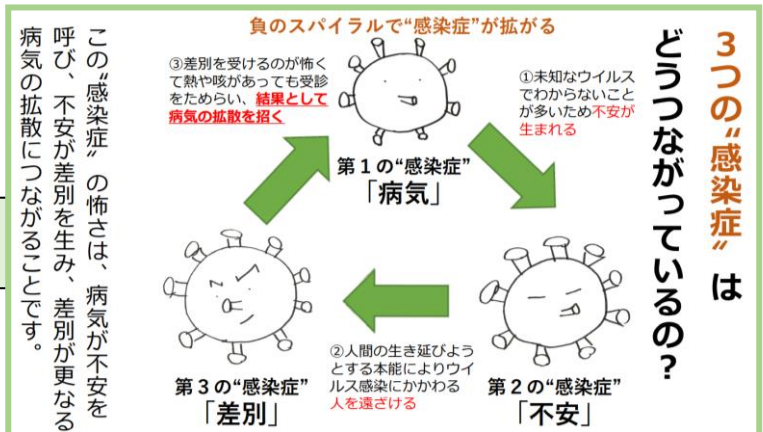 3つの〝感染症〟は
どうつながっているの?
負のスパイラルで“感染症”が拡がる
①未知なウイルス
でわからないこと
が多いため不安が
生まれる
第１の“感染症”
「病気」
②人間の生き延びよう
とする本能によりウイ
ルス感染にかかわる
人を遠ざける
第２の“感染症”
「不安」
③差別を受けるのが怖く
て熱や咳があっても受診
をためらい、結果として
病気の拡散を招く
第３の“感染症”
「差別」
この〝感染症〟の怖さは、病気が不安を
呼び、不安が差別を生み、差別が更なる
病気の拡散につながることです。